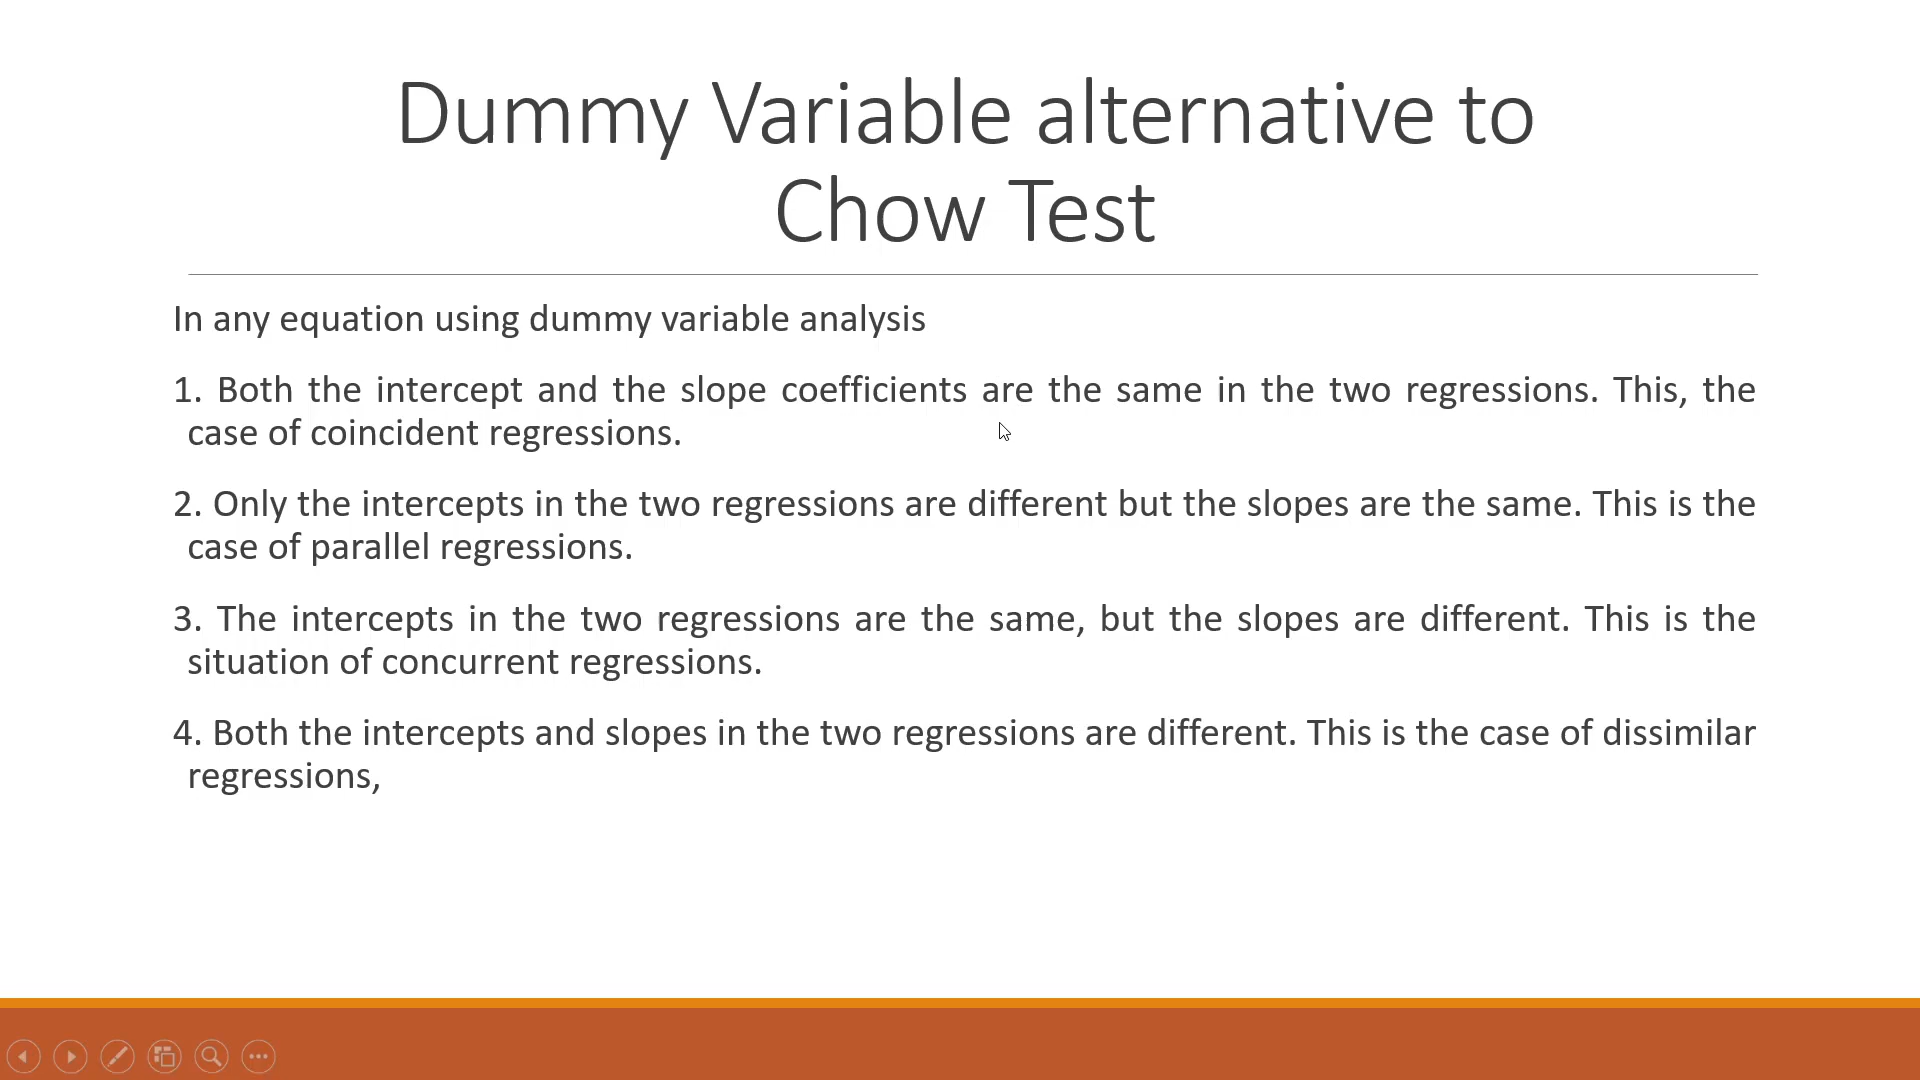 Dummy Variable alternative to
Chow Test
In any equation using dummy variable analysis
1. Both the intercept and the slope coefficients are the same in the two regressions. This, the
case of coincident regressions.
2. Only the intercepts in the two regressions are different but the slopes are the same. This is the
case of parallel regressions.
3. The intercepts in the two regressions are the same, but the slopes are different. This is the
situation of concurrent regressions.
4. Both the intercepts and slopes in the two regressions are different. This is the case of dissimilar
regressions,